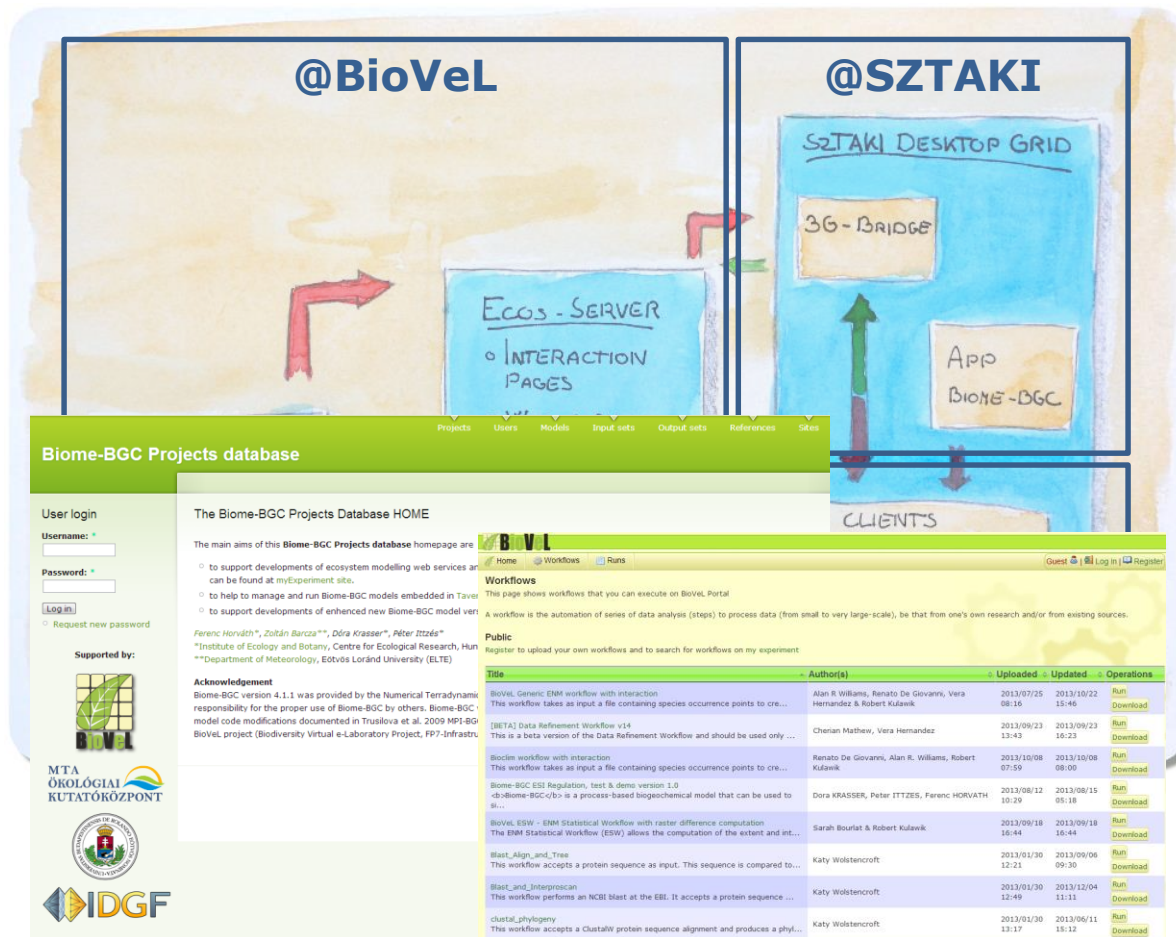 @BioVeL
@SZTAKI
SZTAKI DESKTOP GRID
3G-BRIDGE
ECOS-SERVER
INTERACTION
PAGES
APP
BIOME-BGC
CLIENTS
Projects Users Models Input sets Output sets References Sites
Biome-BGC Projects database
User login
Username: *
Password: *
Log in
Request new password
Supported by:
BioVeL
MTA
ÖKOLÓGIAI
KUTATÓKÖZPONT
IDGF
The Biome-BGC Projects Database HOME
The main aims of this Biome-BGC Projects database homepage are
to support developments of ecosystem modelling web services an
can be found at myExperiment site.
to help to manage and run Biome-BGC models embedded in Taver
to support developments of enhanced new Biome-BGC model vers
Ferenc Horváth*, Zoltán Barcza**, Dóra Krasser*, Péter Ittzés*
*Institute of Ecology and Botany, Centre for Ecological Research, Hun
**Department of Meteorology, Eötvös Loránd University (ELTE)
Acknowledgement
Biome-BGC version 4.1.1 was provided by the Numerical Terradynamic
responsibility for the proper use of Biome-BGC by others. Biome-BGC
model code modifications documented in Trusilova et al. 2009 MPI-BG
BioVeL project (Biodiversity Virtual e-Laboratory Project, FP7-Infrastru
BioVeL
Home Workflows Runs Guest | Log In | Register
Workflows
This page shows workflows that you can execute on BioVeL Portal
A workflow is the automation of series of data analysis (steps) to process data (from small to very large-scale), be that from one's own research and/or from existing sources.
Public
Register to upload your own workflows and to search for workflows on my experiment
Title Author(s) Uploaded Updated Operations
BioVeL Generic ENM workflow with interaction
This workflow takes as input a file containing species occurrence points to cre...
Alan R Williams, Renato De Giovanni, Vera
Hernandez & Robert Kulawik
2013/07/25 2013/10/22 Run
08:16 15:46 Download
[BETA] Data Refinement Workflow v14
This is a beta version of the Data Refinement Workflow and should be used only ...
Cherian Mathew, Vera Hernandez
2013/09/23 2013/09/23 Run
13:43 16:23 Download
Bioclim workflow with interaction
This workflow takes as input a file containing species occurrence points to cre...
Renato De Giovanni, Alan R. Williams, Robert
Kulawik
2013/10/08 2013/10/08 Run
07:59 08:00 Download
Biome-BGC ESI Regulation, test & demo version 1.0
<b>Biome-BGC</b> is a process-based biogeochemical model that can be used to
si...
Dora KRASSER, Peter ITTZES, Ferenc HORVATH
2013/08/12 2013/08/15 Run
10:29 05:18 Download
BioVeL ESW - ENM Statistical Workflow with raster difference computation
The ENM Statistical Workflow (ESW) allows the computation of the extent and int...
Sarah Bourlat & Robert Kulawik
2013/09/18 2013/09/18 Run
16:44 16:44 Download
Blast_Align_and_Tree
This workflow accepts a protein sequence as input. This sequence is compared to...
Katy Wolstencroft
2013/01/30 2013/09/06 Run
12:21 09:30 Download
Blast_and_Interproscan
This workflow performs an NCBI blast at the EBI. It accepts a protein sequence ...
Katy Wolstencroft
2013/01/30 2013/12/04 Run
12:49 11:11 Download
clustal_phylogeny
This workflow accepts a ClustalW protein sequence alignment and produces a phyl...
Katy Wolstencroft
2013/01/30 2013/06/11 Run
13:17 15:12 Download